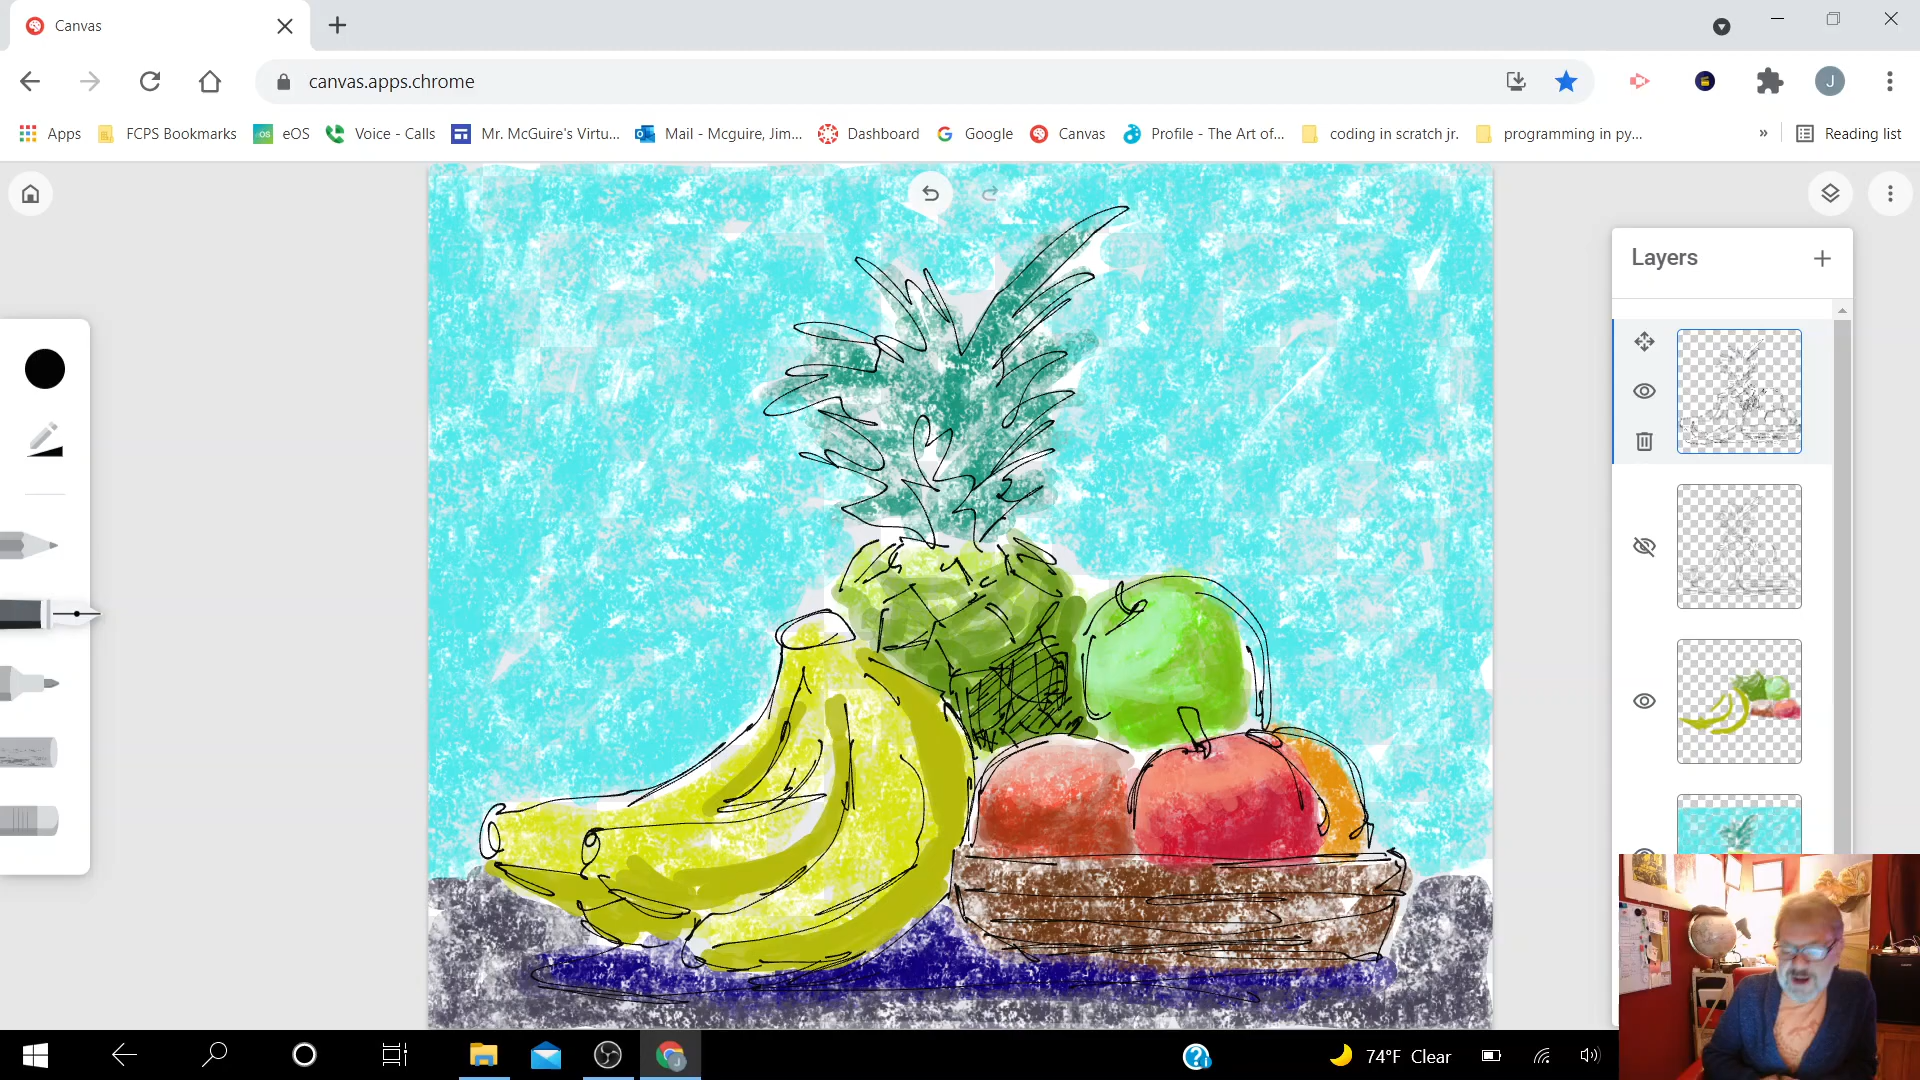 Canvas
canvas.apps.chrome
J
Apps
FCPS Bookmarks
eOS
Voice - Calls
Mr. McGuire's Virtu...
Mail - Mcguire, Jim...
Dashboard
Google
Canvas
Profile - The Art of...
coding in scratch jr.
programming in py...
»
Reading list
Layers
74°F Clear